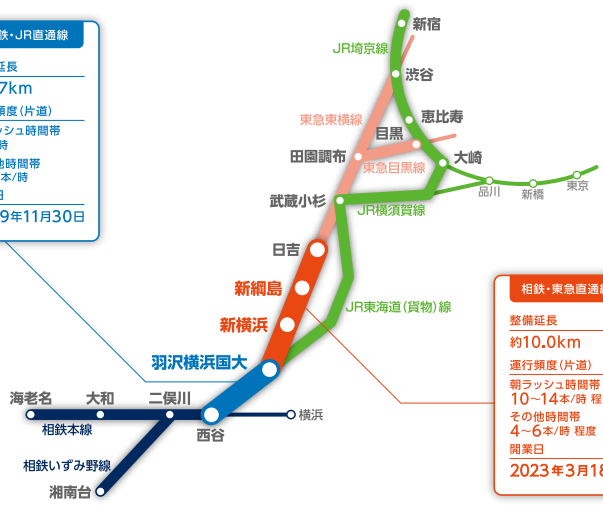 鉄・JR直通線
延長
7km
頻度（片道）
ッシュ時間帯
時
他時間帯
本/時
日
9年11月30日
新宿
JR埼京線
渋谷
東急東横線
恵比寿
目黒
田園調布
大崎
東急目黒線
品川
新橋
東京
武蔵小杉
JR横須賀線
日吉
新綱島
JR東海道（貨物）線
新横浜
羽沢横浜国大
海老名
大和
二俣川
横浜
相鉄本線
西谷
相鉄いずみ野線
湘南台
相鉄・東急直通線
整備延長
約10.0km
運行頻度（片道）
朝ラッシュ時間帯
10〜14本/時 程
その他時間帯
4〜6本/時 程度
開業日
2023年3月18